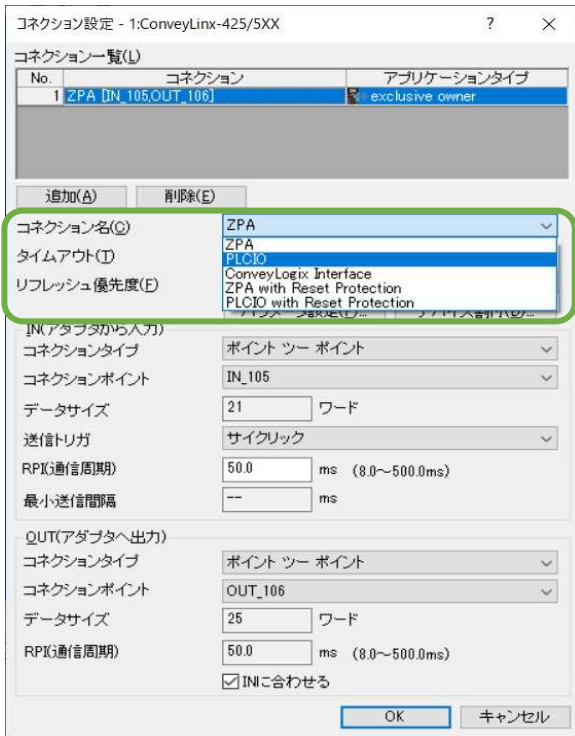 コネクション設定 - 1:ConveyLinx-425/5XX ? ×
コネクション一覧(L)
No. コネクション アプリケーションタイプ
1 ZPA [IN_105,OUT_106] exclusive owner
追加(A) 削除(E)
コネクション名(C) ZPA
ZPA
タイムアウト(T) PLCIO
ConveyLogix Interface
リフレッシュ優先度(F) ZPA with Reset Protection
PLCIO with Reset Protection
IN(アダプタから入力)
コネクションタイプ ポイント ツー ポイント
コネクションポイント IN_105
データサイズ 21 ワード
送信トリガ サイクリック
RPI(通信周期) 50.0 ms (8.0～500.0ms)
最小送信間隔 -- ms
OUT(アダプタへ出力)
コネクションタイプ ポイント ツー ポイント
コネクションポイント OUT_106
データサイズ 25 ワード
RPI(通信周期) 50.0 ms (8.0～500.0ms)
INに合わせる
OK キャンセル